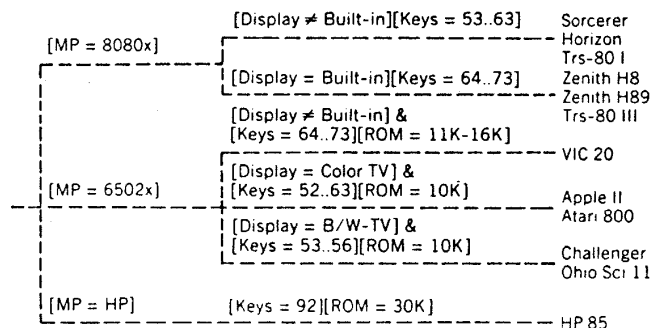 [Display ≠ Built-in][Keys = 53..63]
Sorcerer
[MP = 8080x]
Horizon
Trs-80 I
[Display = Built-in][Keys = 64..73]
Zenith H8
Zenith H89
Trs-80 III
[Display ≠ Built-in] &
[Keys = 64..73][ROM = 11K-16K]
VIC 20
[Display = Color TV] &
[MP = 6502x]
[Keys = 52..63][ROM = 10K]
Apple II
Atari 800
[Display = B/W-TV] &
[Keys = 53..56][ROM = 10K]
Challenger
Ohio Sci 11
[MP = HP]
[Keys = 92][ROM = 30K]
HP 85